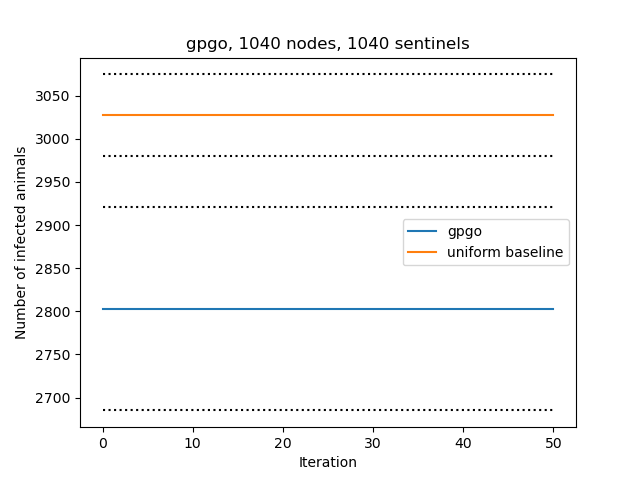 gpgo, 1040 nodes, 1040 sentinels
Number of infected animals
3050
3000
2950
2900
2850
2800
2750
2700
gpgo
uniform baseline
0 10 20 30 40 50
Iteration